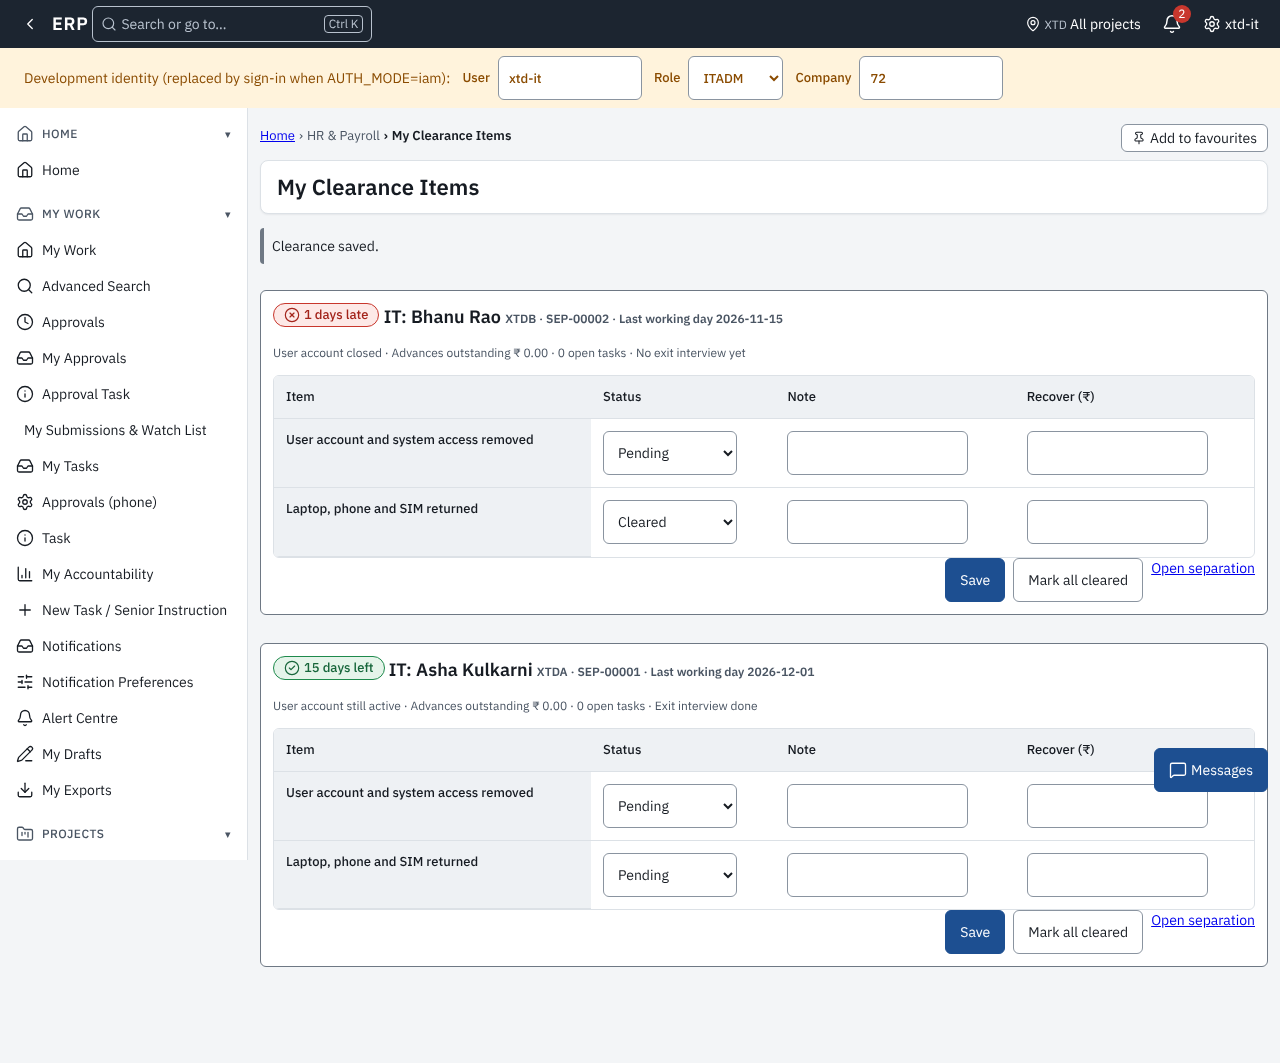 ERP
Search or go to...
Ctrl K
XTD All projects
2
xtd-it
Development identity (replaced by sign-in when AUTH_MODE=iam):
User
xtd-it
Role
ITADM
Company
72
HOME
Home
MY WORK
My Work
Advanced Search
Approvals
My Approvals
Approval Task
My Submissions & Watch List
My Tasks
Approvals (phone)
Task
My Accountability
New Task / Senior Instruction
Notifications
Notification Preferences
Alert Centre
My Drafts
My Exports
PROJECTS
Home › HR & Payroll › My Clearance Items
Add to favourites
My Clearance Items
Clearance saved.
1 days late IT: Bhanu Rao XTDB · SEP-00002 · Last working day 2026-11-15
User account closed · Advances outstanding ₹ 0.00 · 0 open tasks · No exit interview yet
Item Status Note Recover (₹)
User account and system access removed Pending
Laptop, phone and SIM returned Cleared
Save Mark all cleared Open separation
15 days left IT: Asha Kulkarni XTDA · SEP-00001 · Last working day 2026-12-01
User account still active · Advances outstanding ₹ 0.00 · 0 open tasks · Exit interview done
Item Status Note Recover (₹)
Messages
User account and system access removed Pending
Laptop, phone and SIM returned Pending
Save Mark all cleared Open separation